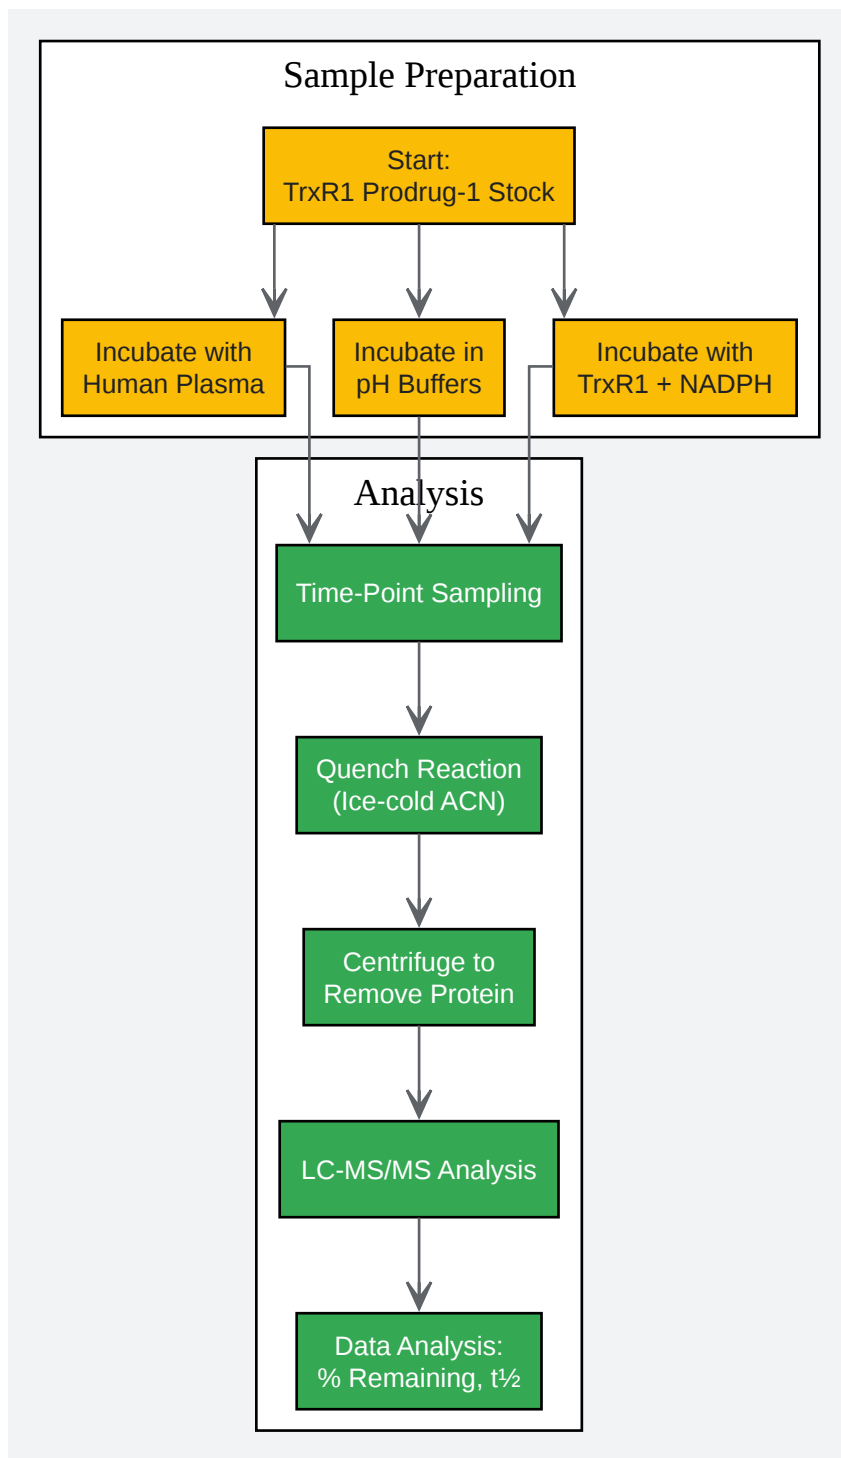 Sample Preparation
Start:
TrxR1 Prodrug-1 Stock
Incubate with
Human Plasma
Incubate in
pH Buffers
Incubate with
TrxR1 + NADPH
Analysis
Time-Point Sampling
Quench Reaction
(Ice-cold ACN)
Centrifuge to
Remove Protein
LC-MS/MS Analysis
Data Analysis:
% Remaining, t½